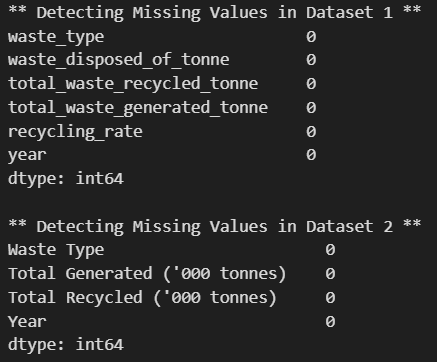 ** Detecting Missing Values in Dataset 1 **
waste_type 0
waste_disposed_of_tonne 0
total_waste_recycled_tonne 0
total_waste_generated_tonne 0
recycling_rate 0
year 0
dtype: int64
** Detecting Missing Values in Dataset 2 **
Waste Type 0
Total Generated ('000 tonnes) 0
Total Recycled ('000 tonnes) 0
Year 0
dtype: int64